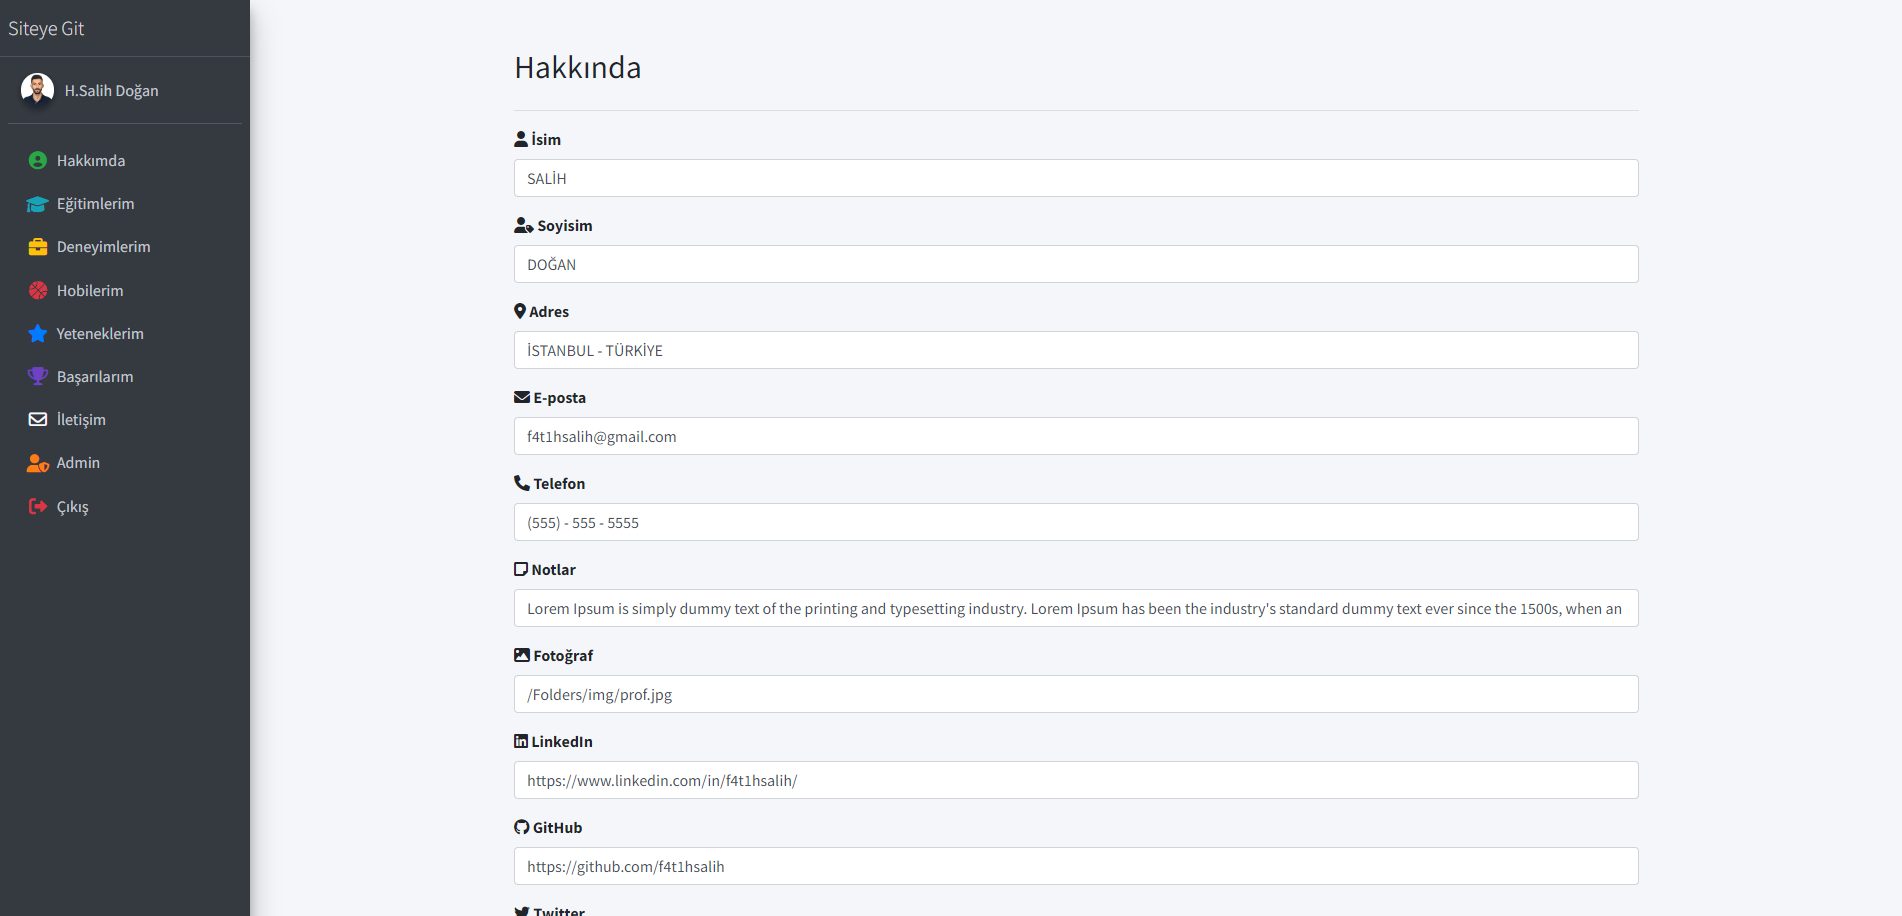 Siteye Git
H.Salih Doğan
Hakkımda
Eğitimlerim
Deneyimlerim
Hobilerim
Yeteneklerim
Başarılarım
İletişim
Admin
Çıkış
Hakkında
İsim
SALİH
Soyisim
DOĞAN
Adres
İSTANBUL - TÜRKİYE
E-posta
f4t1hsalih@gmail.com
Telefon
(555) - 555 - 5555
Notlar
Lorem Ipsum is simply dummy text of the printing and typesetting industry. Lorem Ipsum has been the industry's standard dummy text ever since the 1500s, when an
Fotoğraf
/Folders/img/prof.jpg
LinkedIn
https://www.linkedin.com/in/f4t1hsalih/
GitHub
https://github.com/f4t1hsalih
Twitter